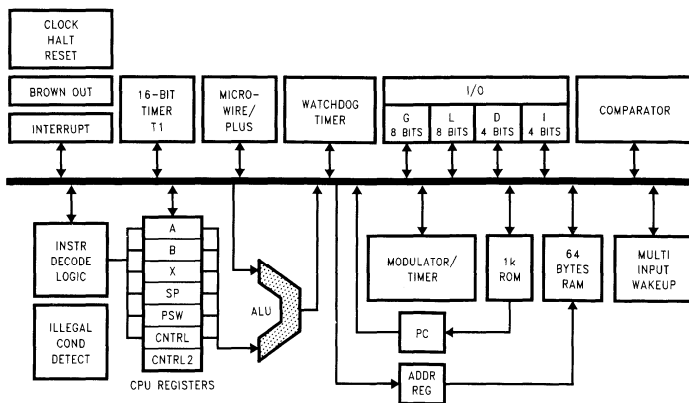 CLOCK
HALT
RESET
BROWN OUT
INTERRUPT
16-BIT
TIMER
T1
MICRO-
WIRE/
PLUS
WATCHDOG
TIMER
I/O
G
8 BITS
L
8 BITS
D
4 BITS
I
4 BITS
COMPARATOR
INSTR
DECODE
LOGIC
ILLEGAL
COND
DETECT
A
B
X
SP
PSW
CNTRL
CNTRL2
CPU REGISTERS
ALU
MODULATOR/
TIMER
1k
ROM
64
BYTES
RAM
MULTI
INPUT
WAKEUP
PC
ADDR
REG